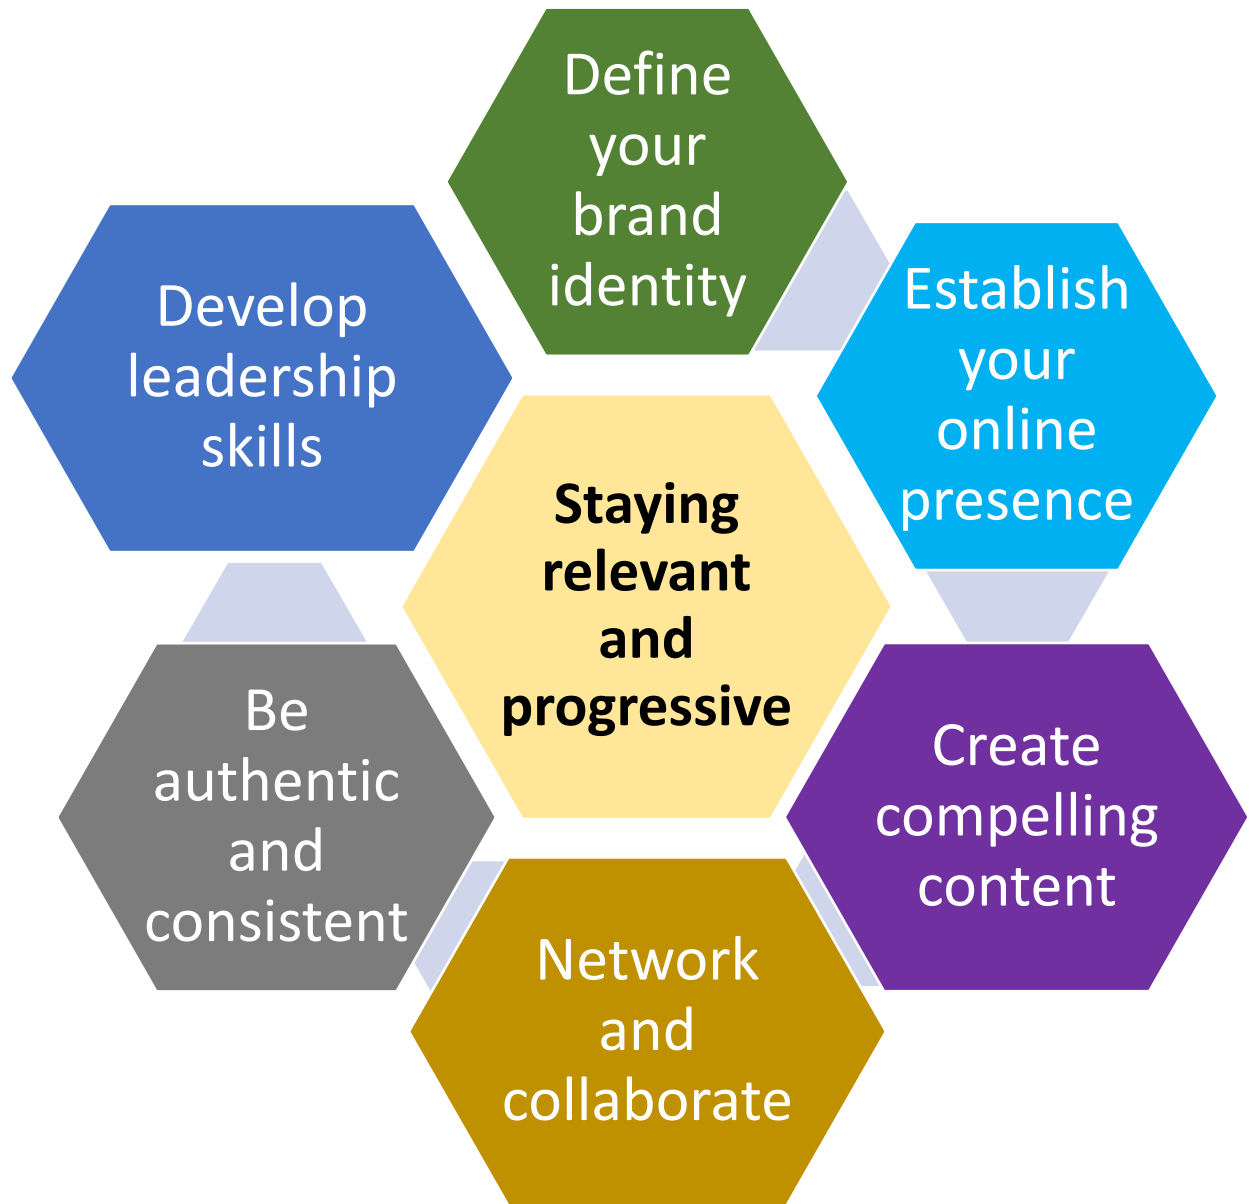 Define
your
brand
identity
Establish
your
online
presence
Create
compelling
content
Network
and
collaborate
Be
authentic
and
consistent
Develop
leadership
skills
Staying
relevant
and
progressive